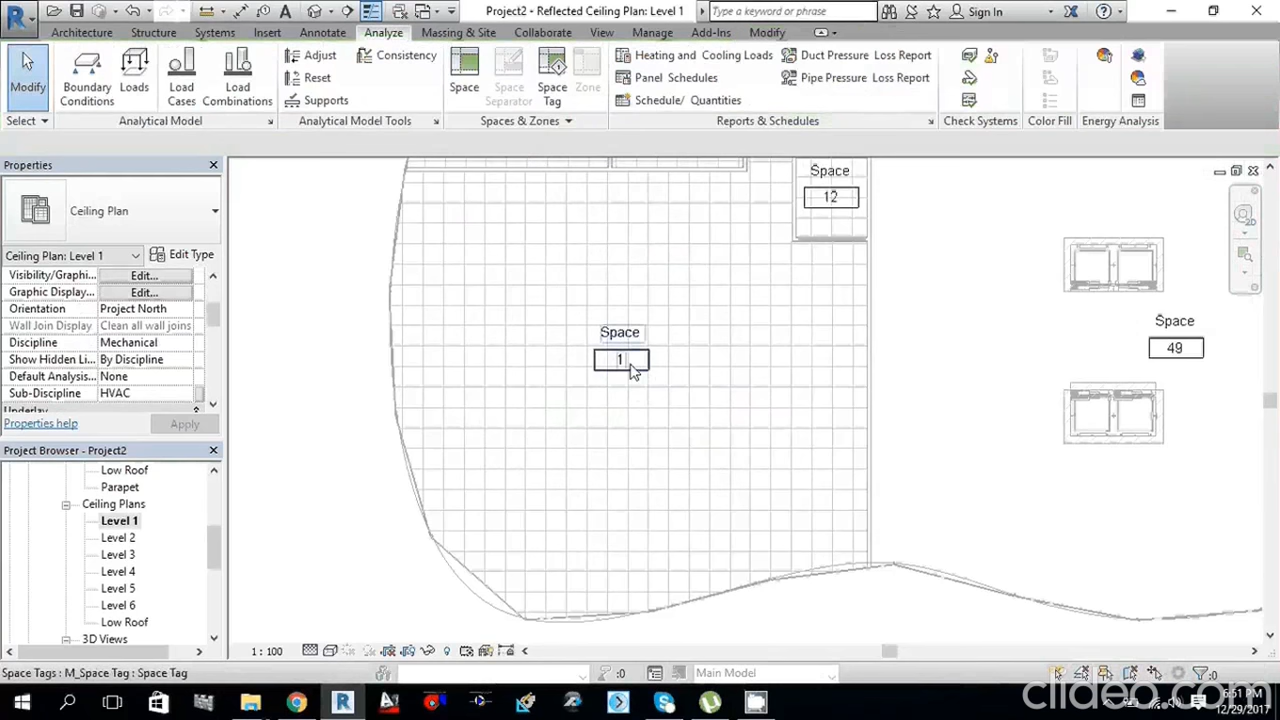 Project2 - Reflected Ceiling Plan: Level 1
Type a keyword or phrase
Sign In
Architecture Structure Systems Insert Annotate Analyze Massing & Site Collaborate View Manage Add-Ins Modify
Modify
Select
Boundary Conditions
Loads
Load Cases
Load Combinations
Analytical Model
Adjust
Reset
Supports
Consistency
Analytical Model Tools
Space
Space Separator
Space Tag
Zone
Spaces & Zones
Heating and Cooling Loads
Panel Schedules
Schedule/ Quantities
Duct Pressure Loss Report
Pipe Pressure Loss Report
Reports & Schedules
Check Systems
Color Fill
Energy Analysis
Properties
Ceiling Plan
Ceiling Plan: Level 1
Edit Type
Visibility/Graphi... Edit...
Graphic Display... Edit...
Orientation Project North
Wall Join Display Clean all wall joins
Discipline Mechanical
Show Hidden Li... By Discipline
Default Analysis... None
Sub-Discipline HVAC
Underlay
Properties help
Apply
Project Browser - Project2
Low Roof
Parapet
Ceiling Plans
Level 1
Level 2
Level 3
Level 4
Level 5
Level 6
Low Roof
3D Views
Space
12
Space
1
Space
49
1 : 100
Space Tags : M_Space Tag : Space Tag
:0
Main Model
:0
6:51 PM
12/29/2017
clideo.com